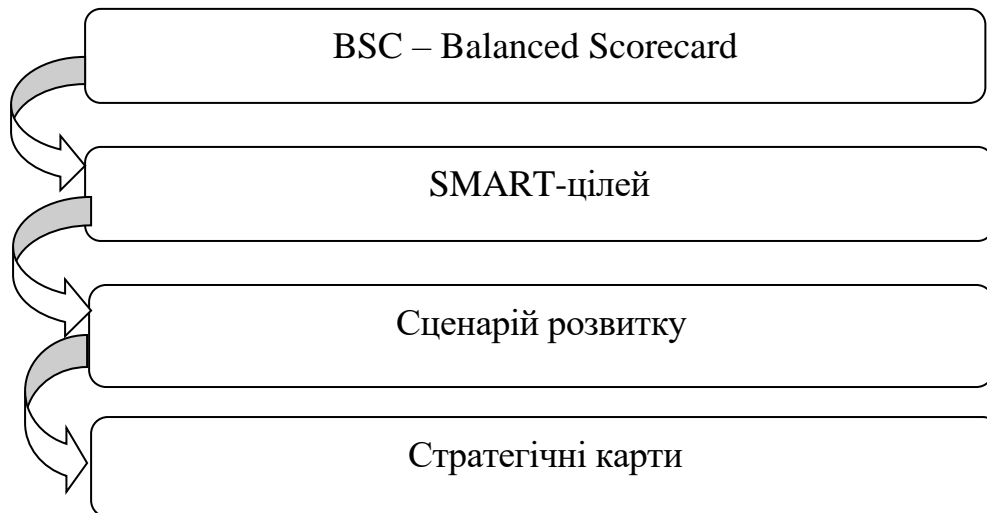 BSC – Balanced Scorecard
SMART-цілей
Сценарій розвитку
Стратегічні карти